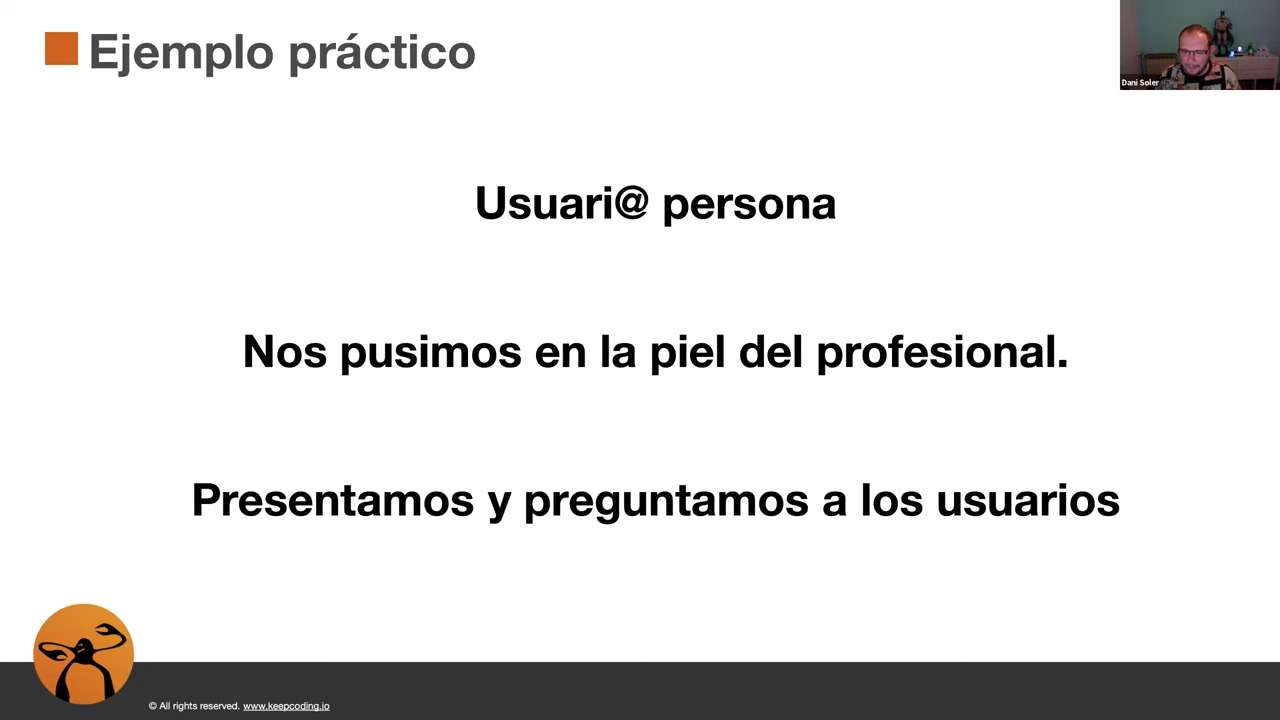 Ejemplo práctico
Dani Soler
Usuari@ persona
Nos pusimos en la piel del profesional.
Presentamos y preguntamos a los usuarios
© All rights reserved. www.keepcoding.io